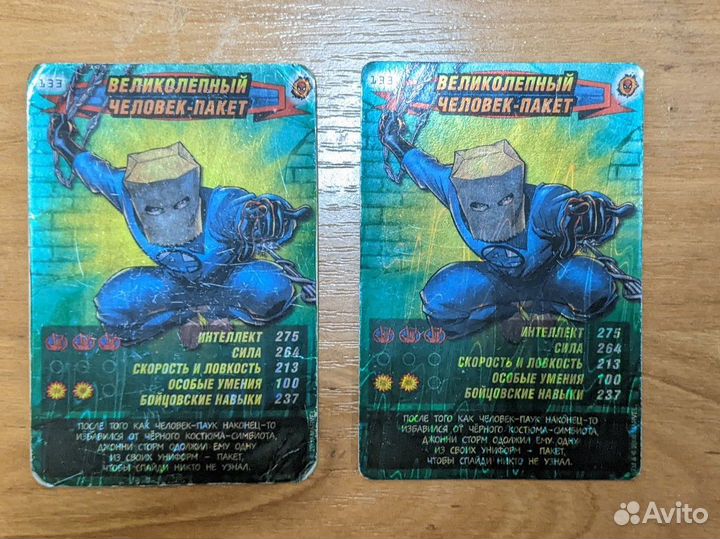 133
ВЕЛИКОЛЕПНЫЙ
ЧЕЛОВЕК-ПАКЕТ
ИНТЕЛЛЕКТ 275
СИЛА 264
СКОРОСТЬ И ЛОВКОСТЬ 213
ОСОБЫЕ УМЕНИЯ 100
БОЙЦОВСКИЕ НАВЫКИ 237
ПОСЛЕ ТОГО КАК ЧЕЛОВЕК-ПАУК НАКОНЕЦ-ТО
ИЗБАВИЛСЯ ОТ ЧЁРНОГО КОСТЮМА-СИМБИОТА,
ДЖОННИ СТОРМ ОДОЛЖИЛ ЕМУ ОДНУ
ИЗ СВОИХ УНИФОРМ - ПАКЕТ,
ЧТОБЫ СПАЙДИ НИКТО НЕ УЗНАЛ.
133
ВЕЛИКОЛЕПНЫЙ
ЧЕЛОВЕК-ПАКЕТ
ИНТЕЛЛЕКТ 275
СИЛА 264
СКОРОСТЬ И ЛОВКОСТЬ 213
ОСОБЫЕ УМЕНИЯ 100
БОЙЦОВСКИЕ НАВЫКИ 237
ПОСЛЕ ТОГО КАК ЧЕЛОВЕК-ПАУК НАКОНЕЦ-ТО
ИЗБАВИЛСЯ ОТ ЧЁРНОГО КОСТЮМА-СИМБИОТА,
ДЖОННИ СТОРМ ОДОЛЖИЛ ЕМУ ОДНУ
ИЗ СВОИХ УНИФОРМ - ПАКЕТ,
ЧТОБЫ СПАЙДИ НИКТО НЕ УЗНАЛ.
Avito